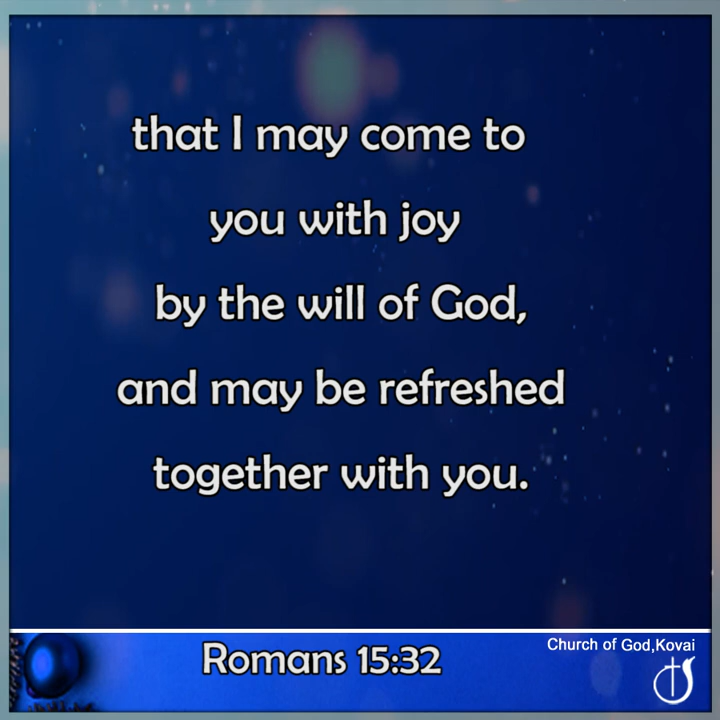 that I may come to
you with joy
by the will of God,
and may be refreshed
together with you.
Romans 15:32
Church of God,Kovai